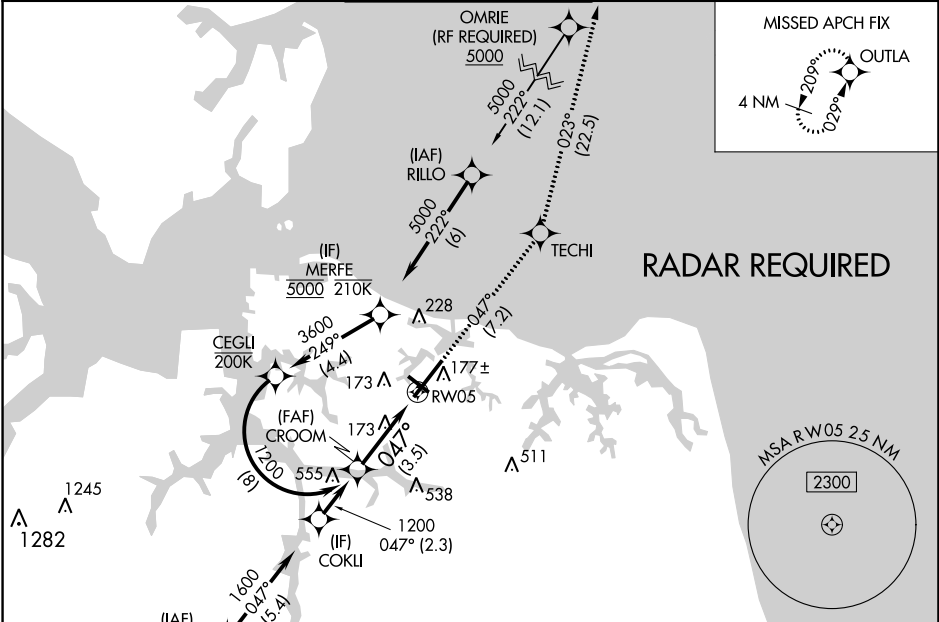 OMRIE
(RF REQUIRED)
5000
5000
222°
(12.1)
023°
(22.5)
MISSED APCH FIX
OUTLA
209°
4 NM
029°
(IAF)
RILLO
5000
222°
(6)
TECHI
RADAR REQUIRED
(IF)
MERFE
5000 210K
228
047°
(7.2)
3600
249°
(4.4)
CEGLI
200K
173
177±
RW05
(FAF)
CROOM
173
047°
(3.5)
1200
(8)
555
538
511
1245
1282
1200
047° (2.3)
(IF)
COKLI
MSA RW05 25 NM
2300
1600
047°
(5.4)
(IAF)